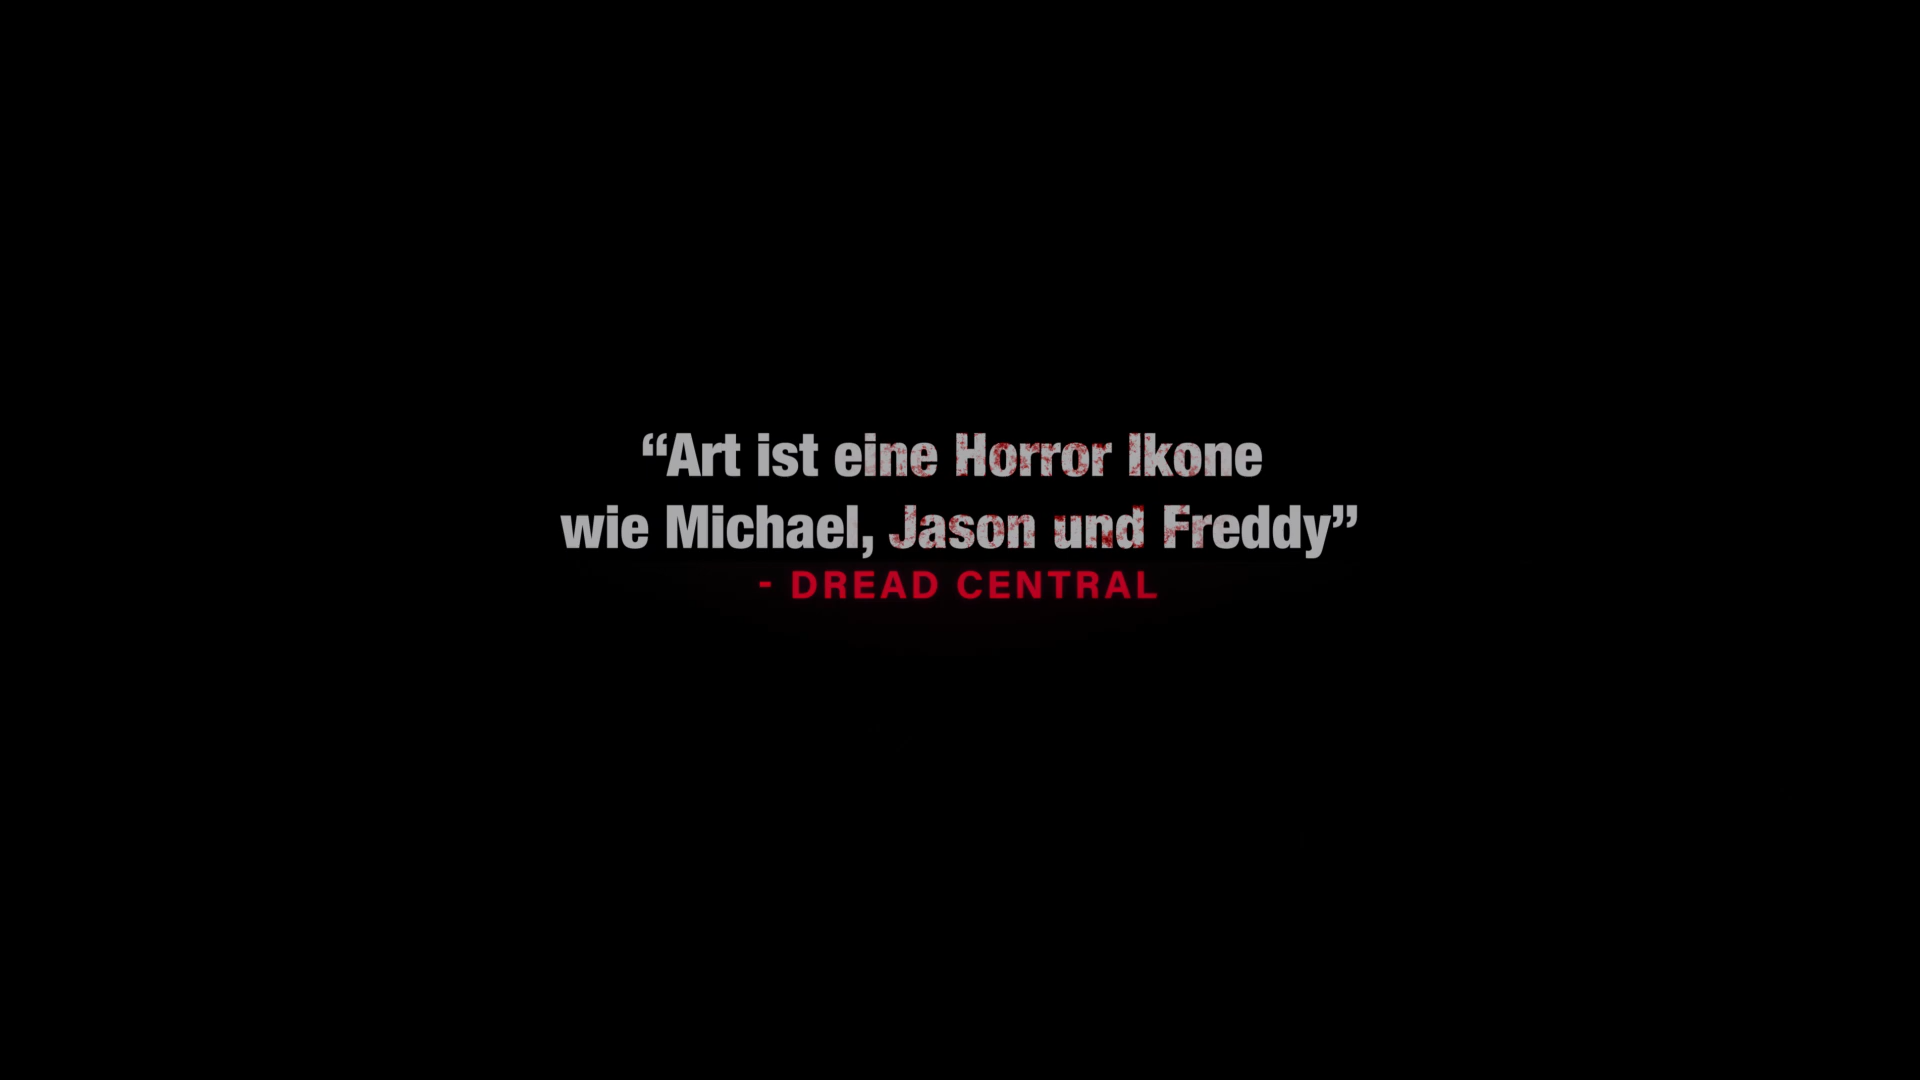 “Art ist eine Horror Ikone
wie Michael, Jason und Freddy”
- DREAD CENTRAL